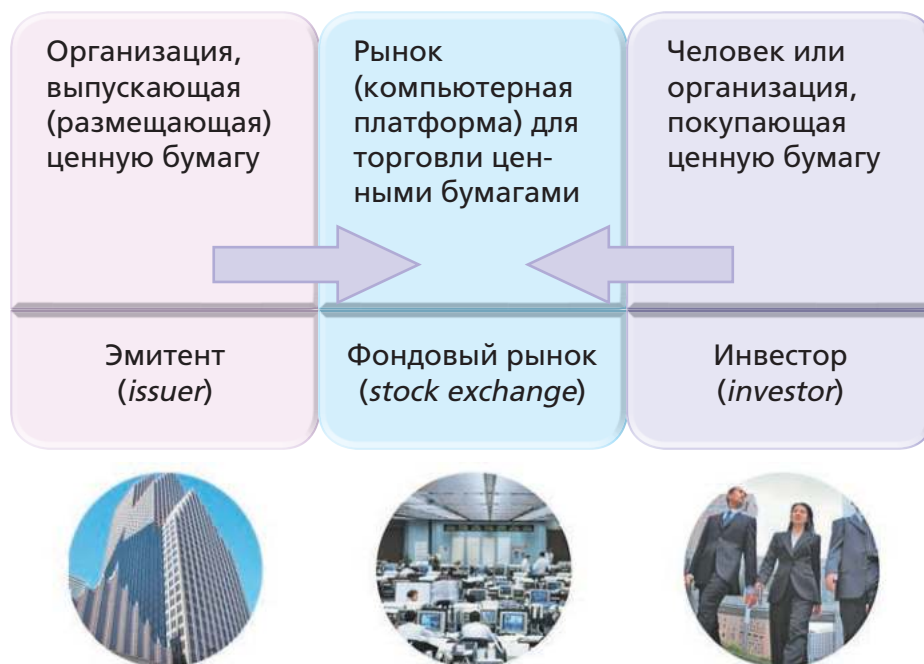 Организация,
выпускающая
(размещающая)
ценную бумагу
Рынок
(компьютерная
платформа) для
торговли цен-
ными бумагами
Человек или
организация,
покупающая
ценную бумагу
Эмитент
(issuer)
Фондовый рынок
(stock exchange)
Инвестор
(investor)